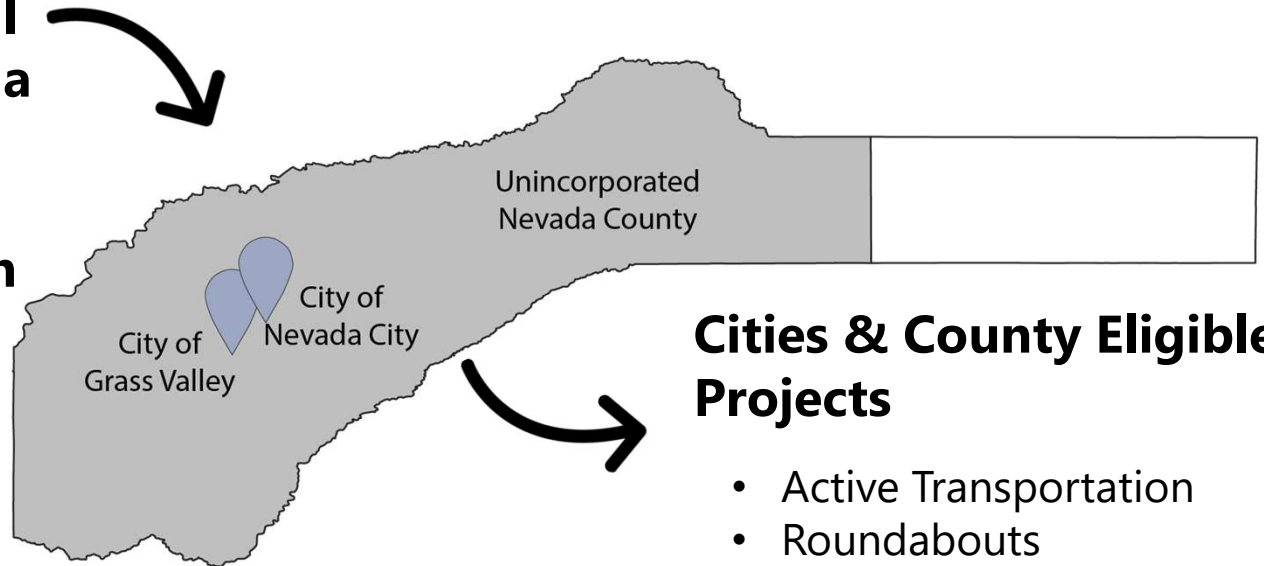 l
a
n
Unincorporated
Nevada County
City of
Nevada City
City of
Grass Valley
Cities & County Eligible
Projects
• Active Transportation
• Roundabouts